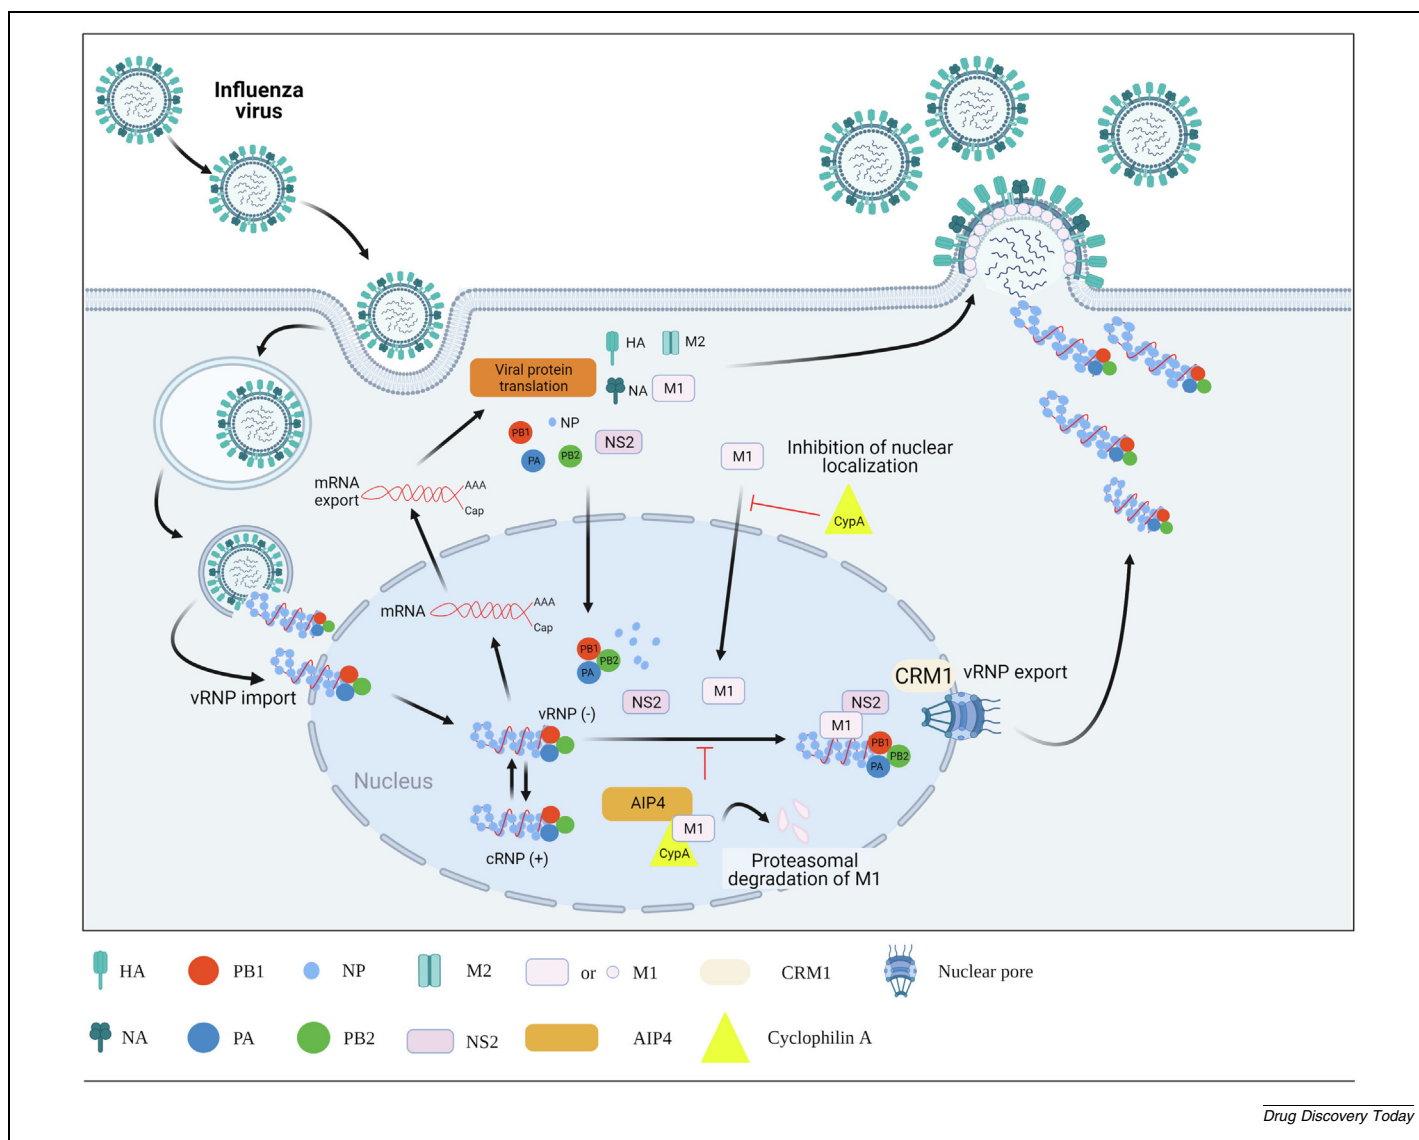 Influenza
virus
HA
M2
Viral protein
translation
NA
M1
PB1
NP
PA
PB2
NS2
M1
Inhibition of nuclear
localization
CypA
mRNA
export
AAA
Cap
mRNA
AAA
Cap
PB1
PB2
PA
vRNP import
NS2
M1
CRM1
vRNP export
vRNP (-)
NS2
M1
PB1
PB2
PA
Nucleus
AIP4
M1
CypA
cRNP (+)
Proteasomal
degradation of M1
HA
PB1
NP
M2
or
M1
CRM1
Nuclear pore
NA
PA
PB2
NS2
AIP4
Cyclophilin A
Drug Discovery Today